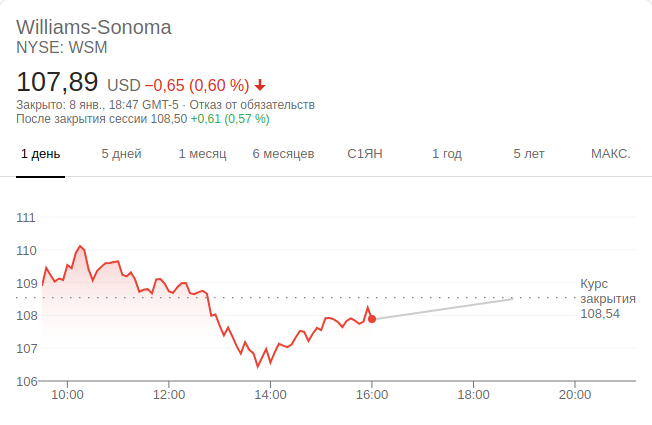 Williams-Sonoma
NYSE: WSM
107,89 USD −0,65 (0,60 %)
Закрыто: 8 янв., 18:47 GMT-5 · Отказ от обязательств
После закрытия сессии 108,50 +0,61 (0,57 %)
1 день 5 дней 1 месяц 6 месяцев С1ЯН 1 год 5 лет МАКС.
111
110
109
Курс
закрытия
108,54
108
107
106
10:00 12:00 14:00 16:00 18:00 20:00